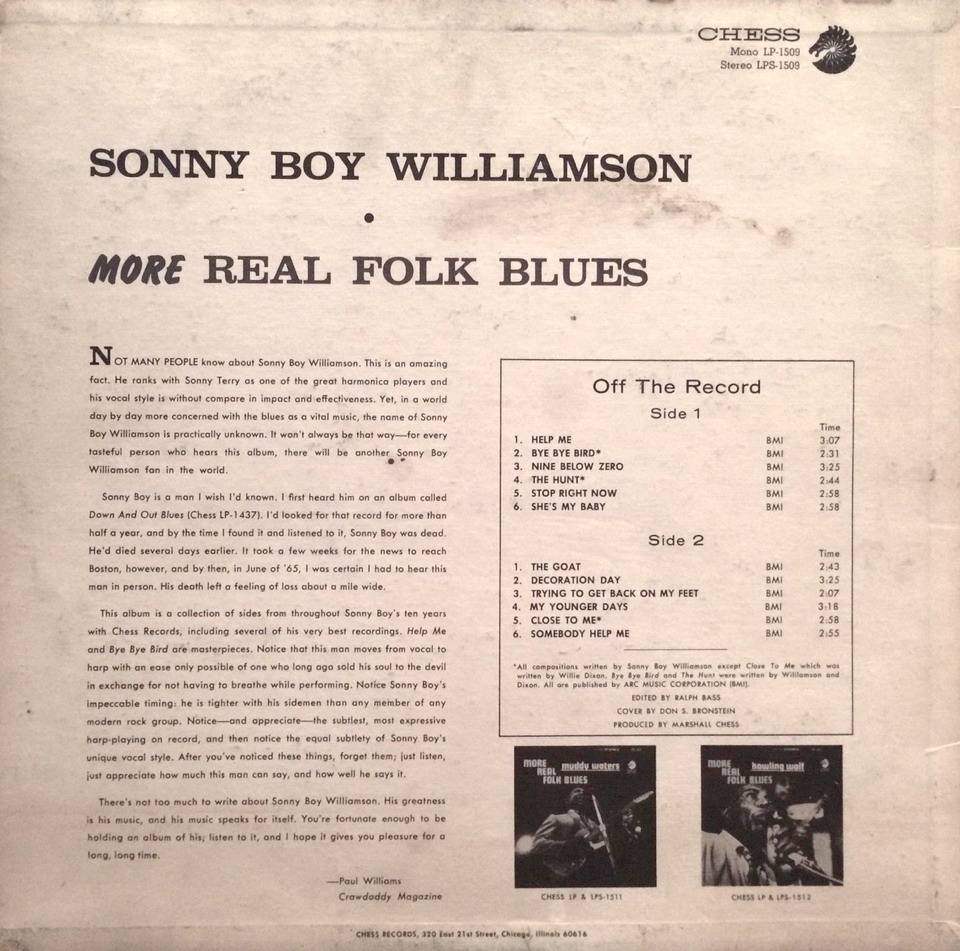 CHESS
Mono LP-1509
Stereo LPS-1509
SONNY BOY WILLIAMSON
•
MORE REAL FOLK BLUES
NOT MANY PEOPLE know about Sonny Boy Williamson. This is an amazing
fact. He ranks with Sonny Terry as one of the great harmonica players and
his vocal style is without compare in impact and effectiveness. Yet, in a world
day by day more concerned with the blues as a vital music, the name of Sonny
Boy Williamson is practically unknown. It won't always be that way—for every
tasteful person who hears this album, there will be another Sonny Boy
Williamson fan in the world.
Sonny Boy is a man I wish I'd known. I first heard him on an album called
Down And Out Blues (Chess LP-1437). I'd looked for that record for more than
half a year, and by the time I found it and listened to it, Sonny Boy was dead.
He'd died several days earlier. It took a few weeks for the news to reach
Boston, however, and by then, in June of '65, I was certain I had to hear this
man in person. His death left a feeling of loss about a mile wide.
This album is a collection of sides from throughout Sonny Boy's ten years
with Chess Records, including several of his very best recordings. Help Me
and Bye Bye Bird are masterpieces. Notice that this man moves from vocal to
harp with an ease only possible of one who long ago sold his soul to the devil
in exchange for not having to breathe while performing. Notice Sonny Boy's
impeccable timing: he is tighter with his sidemen than any member of any
modern rock group. Notice—and appreciate—the subtlest, most expressive
harp-playing on record, and then notice the equal subtlety of Sonny Boy's
unique vocal style. After you've noticed these things, forget them; just listen,
just appreciate how much this man can say, and how well he says it.
There's not too much to write about Sonny Boy Williamson. His greatness
is his music, and his music speaks for itself. You're fortunate enough to be
holding an album of his; listen to it, and I hope it gives you pleasure for a
long, long time.
—Paul Williams
Crawdaddy Magazine
Off The Record
Side 1
Time
1. HELP ME BMI 3:07
2. BYE BYE BIRD* BMI 2:31
3. NINE BELOW ZERO BMI 3:25
4. THE HUNT* BMI 2:44
5. STOP RIGHT NOW BMI 2:58
6. SHE'S MY BABY BMI 2:58
Side 2
Time
1. THE GOAT BMI 2:43
2. DECORATION DAY BMI 3:25
3. TRYING TO GET BACK ON MY FEET BMI 2:07
4. MY YOUNGER DAYS BMI 3:18
5. CLOSE TO ME* BMI 2:58
6. SOMEBODY HELP ME BMI 2:55
*All compositions written by Sonny Boy Williamson except Close To Me which was
written by Willie Dixon. Bye Bye Bird and The Hunt were written by Williamson and
Dixon. All are published by ARC MUSIC CORPORATION (BMI).
EDITED BY RALPH BASS
COVER BY DON S. BRONSTEIN
PRODUCED BY MARSHALL CHESS
MORE muddy waters
REAL
FOLK BLUES
CHESS LP & LPS-1511
MORE howling wolf
REAL
FOLK BLUES
CHESS LP & LPS-1512
CHESS RECORDS, 320 East 21st Street, Chicago, Illinois 60616